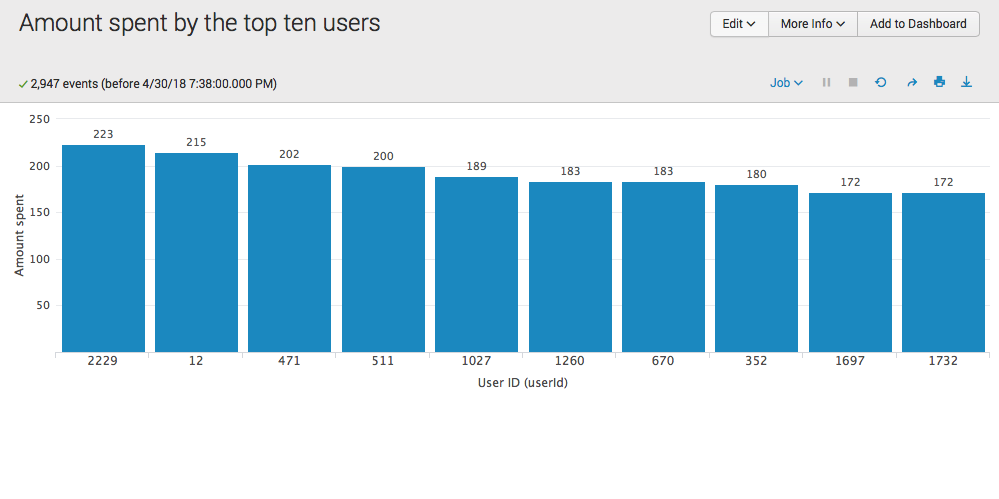 Amount spent by the top ten users
Edit More Info Add to Dashboard
2,947 events (before 4/30/18 7:38:00.000 PM)
Job
250
200
150
100
50
Amount spent
223 215 202 200 189 183 183 180 172 172
2229 12 471 511 1027 1260 670 352 1697 1732
User ID (userId)